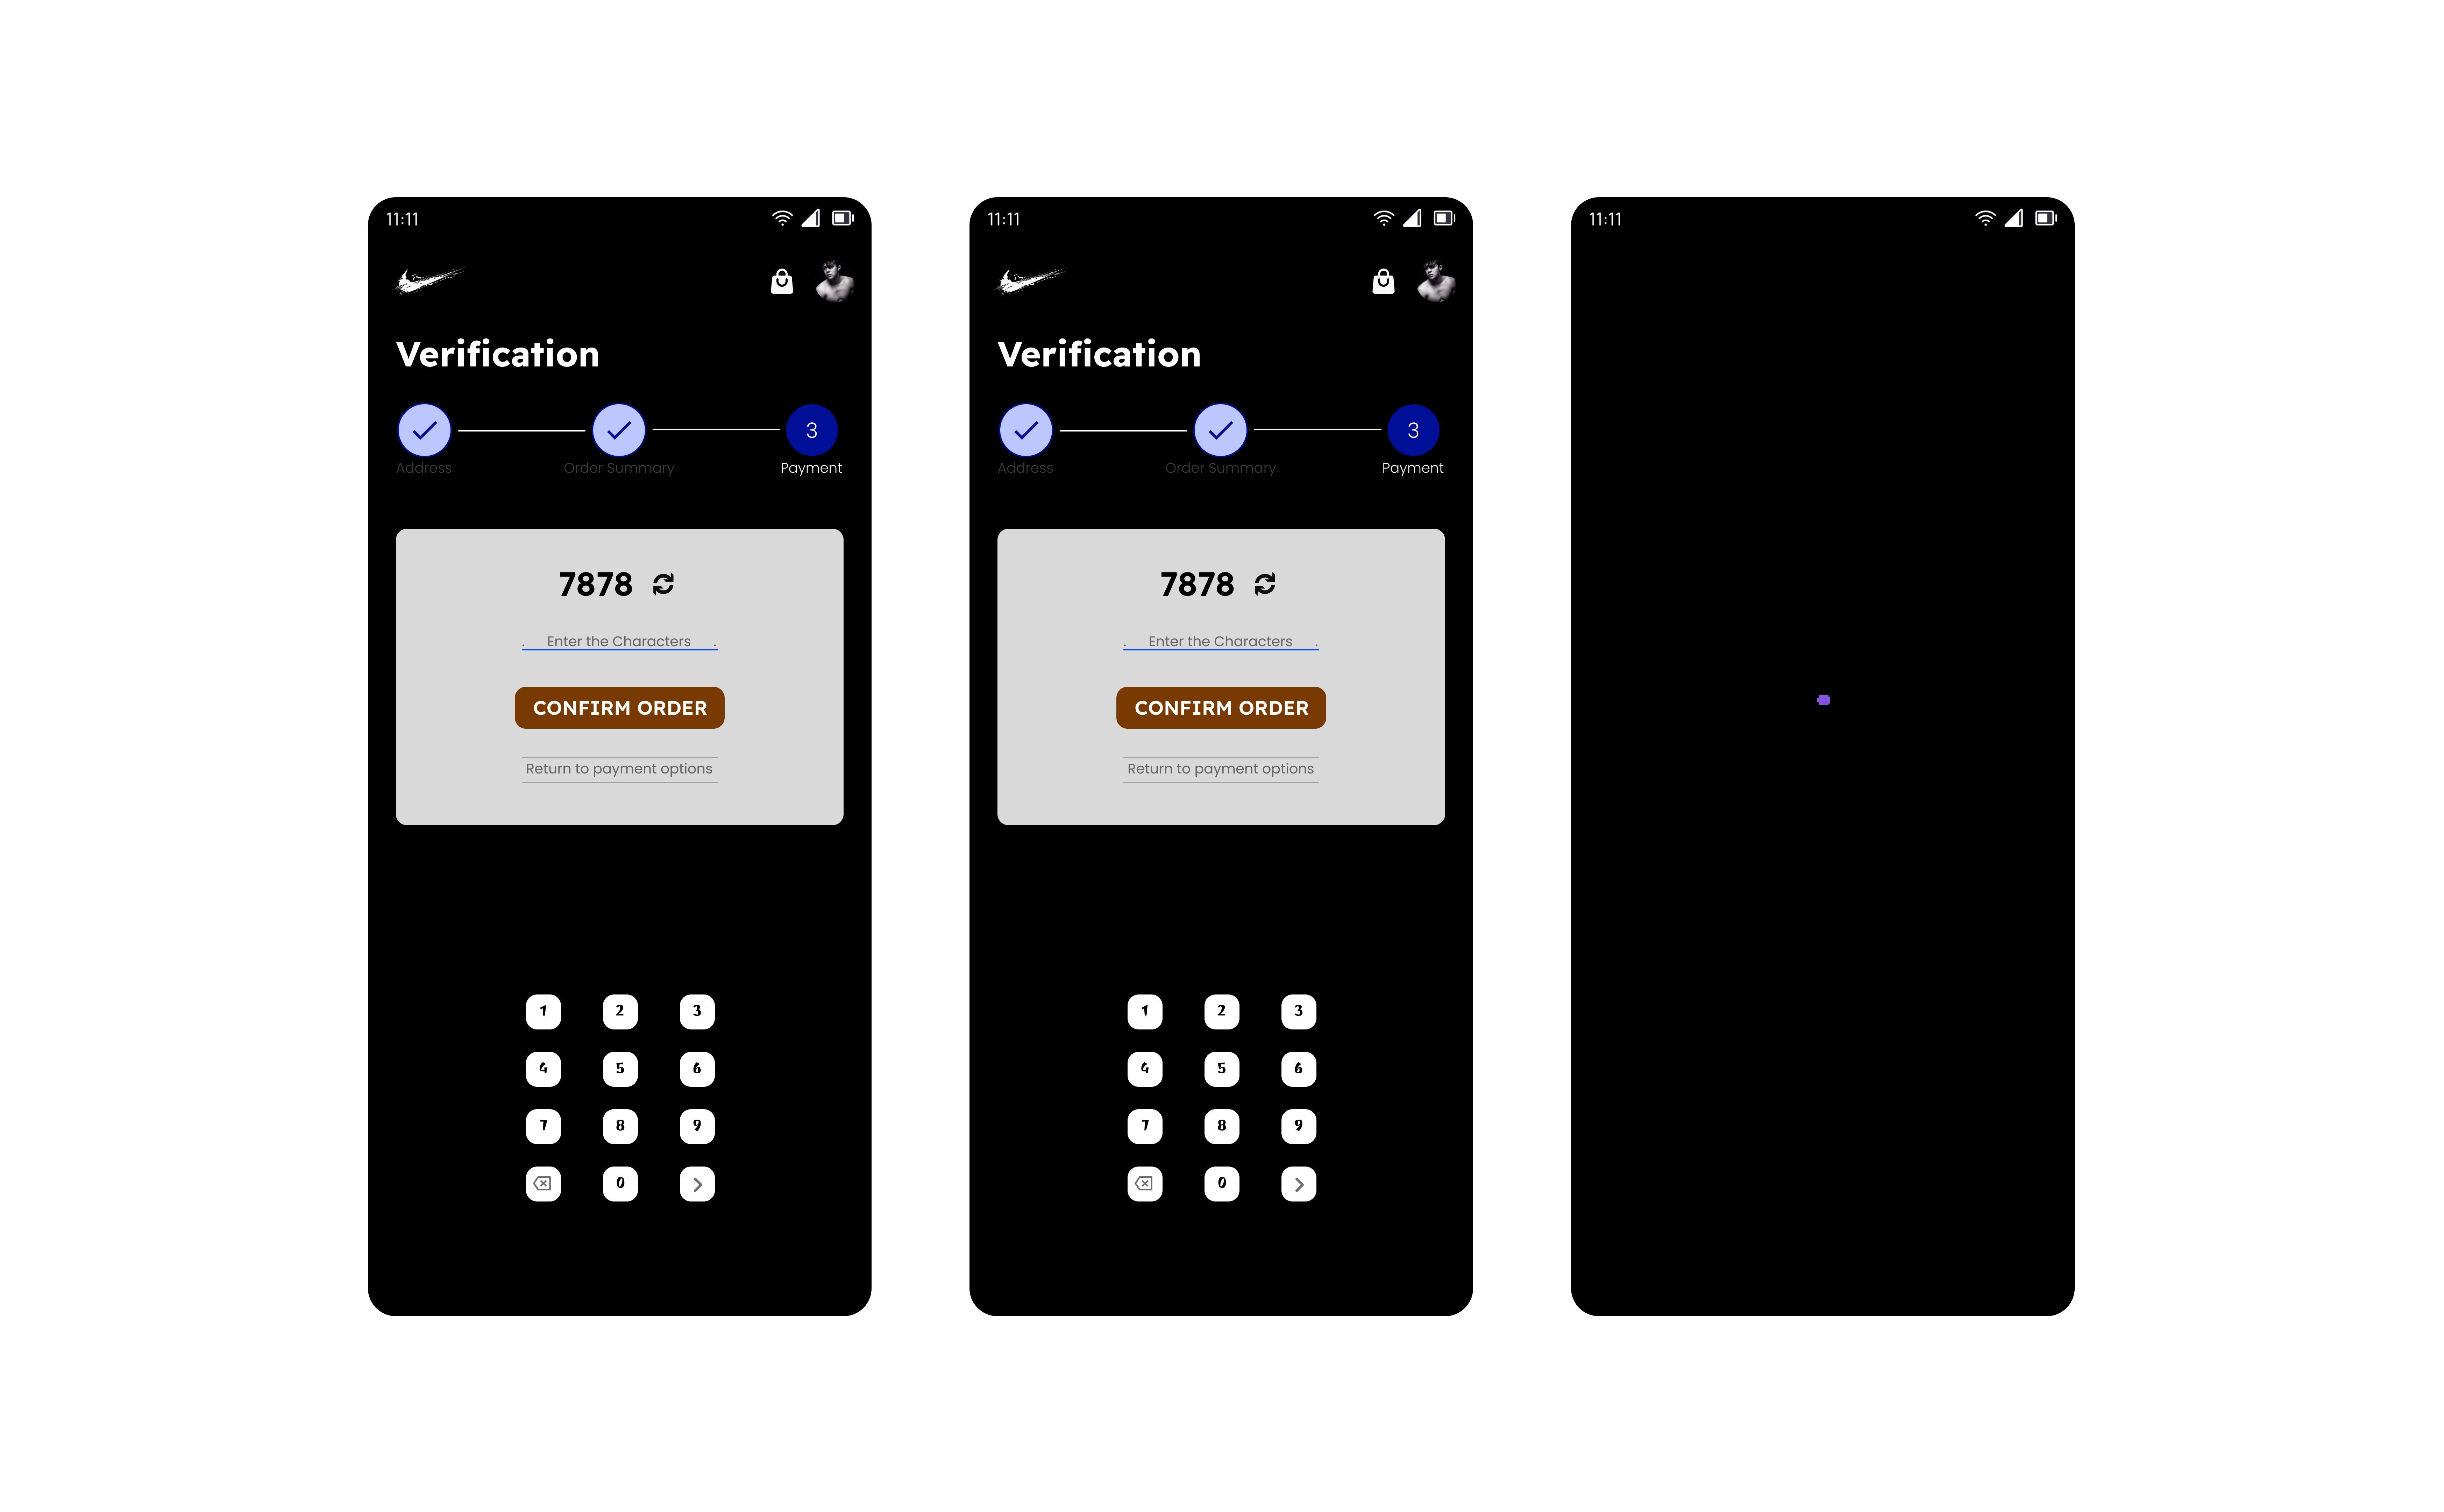 11:11
Verification
3
Address
Order Summary
Payment
7878
Enter the Characters
CONFIRM ORDER
Return to payment options
1 2 3
4 5 6
7 8 9
0
11:11
Verification
3
Address
Order Summary
Payment
7878
Enter the Characters
CONFIRM ORDER
Return to payment options
1 2 3
4 5 6
7 8 9
0
11:11